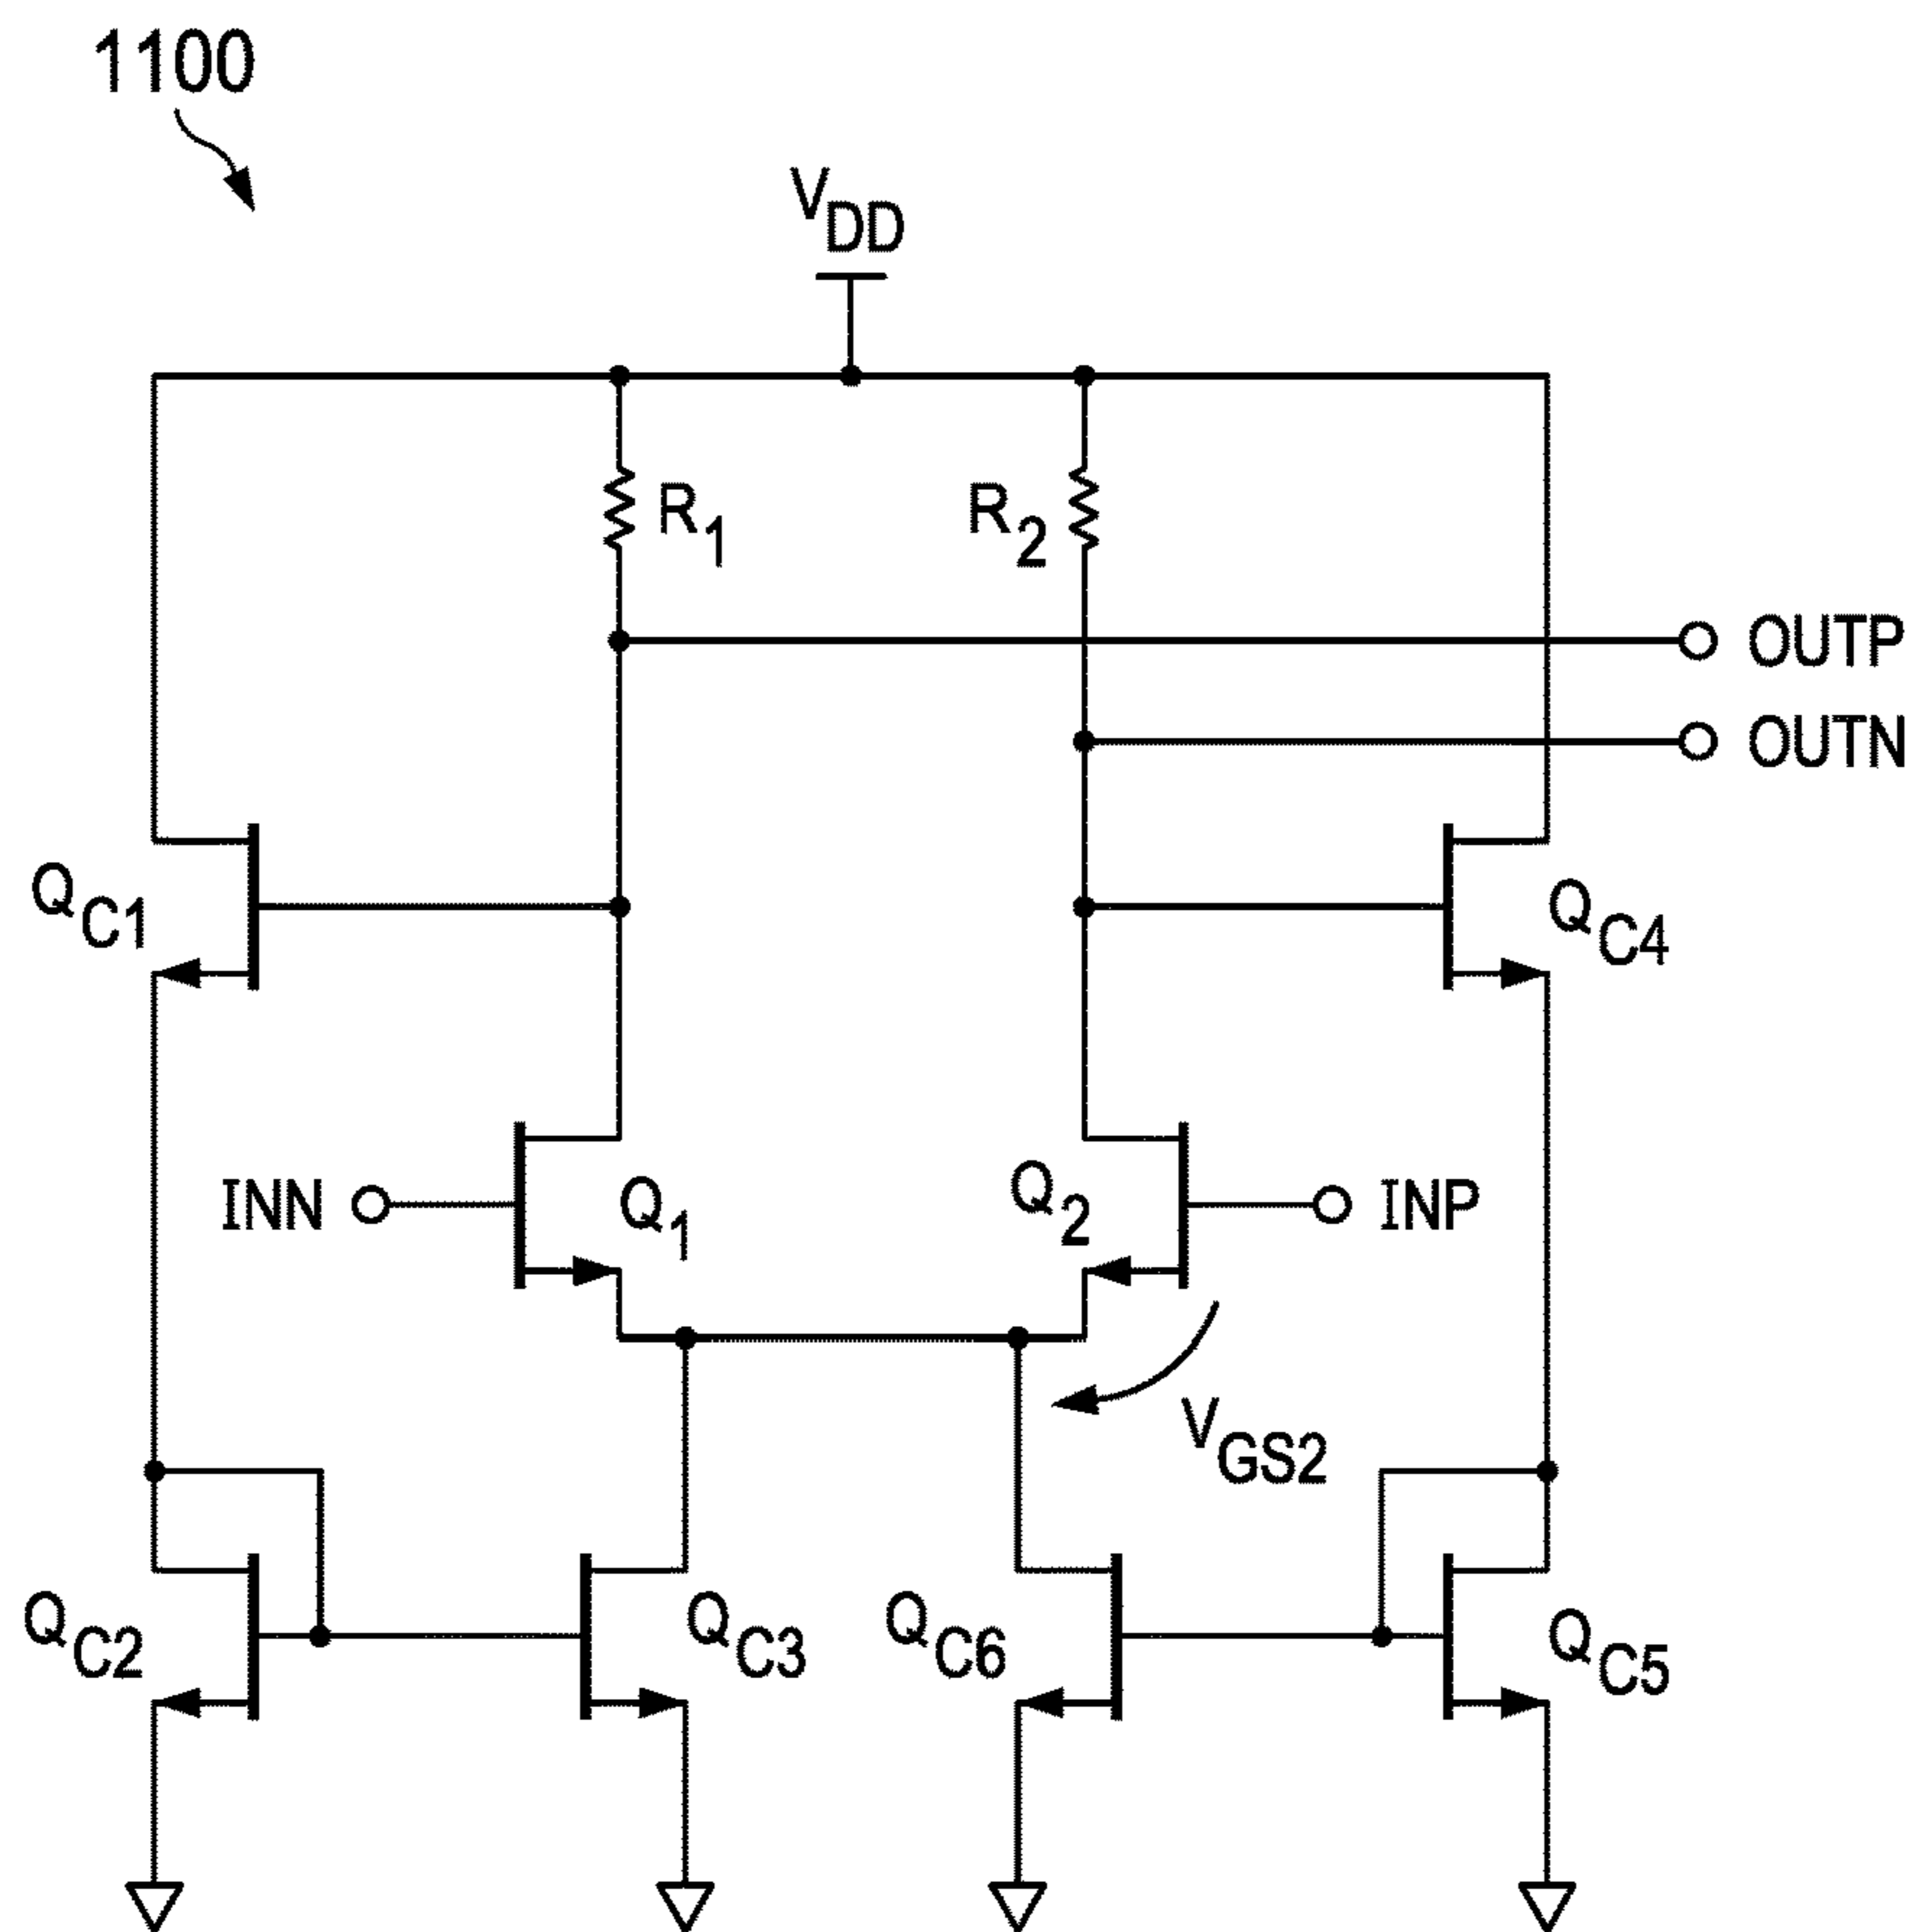 1100
VDD
R1
R2
OUTP
OUTN
QC1
QC4
INN
Q1
Q2
INP
VGS2
QC2
QC3
QC6
QC5